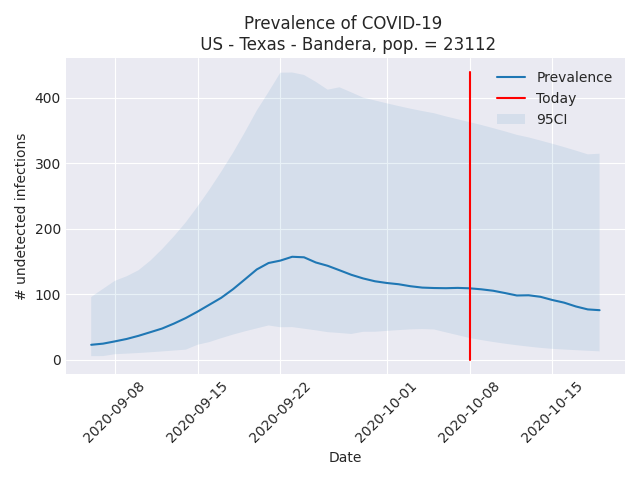 Prevalence of COVID-19
US - Texas - Bandera, pop. = 23112
Prevalence
Today
95CI
# undetected infections
400
300
200
100
0
2020-09-08
2020-09-15
2020-09-22
2020-10-01
2020-10-08
2020-10-15
Date